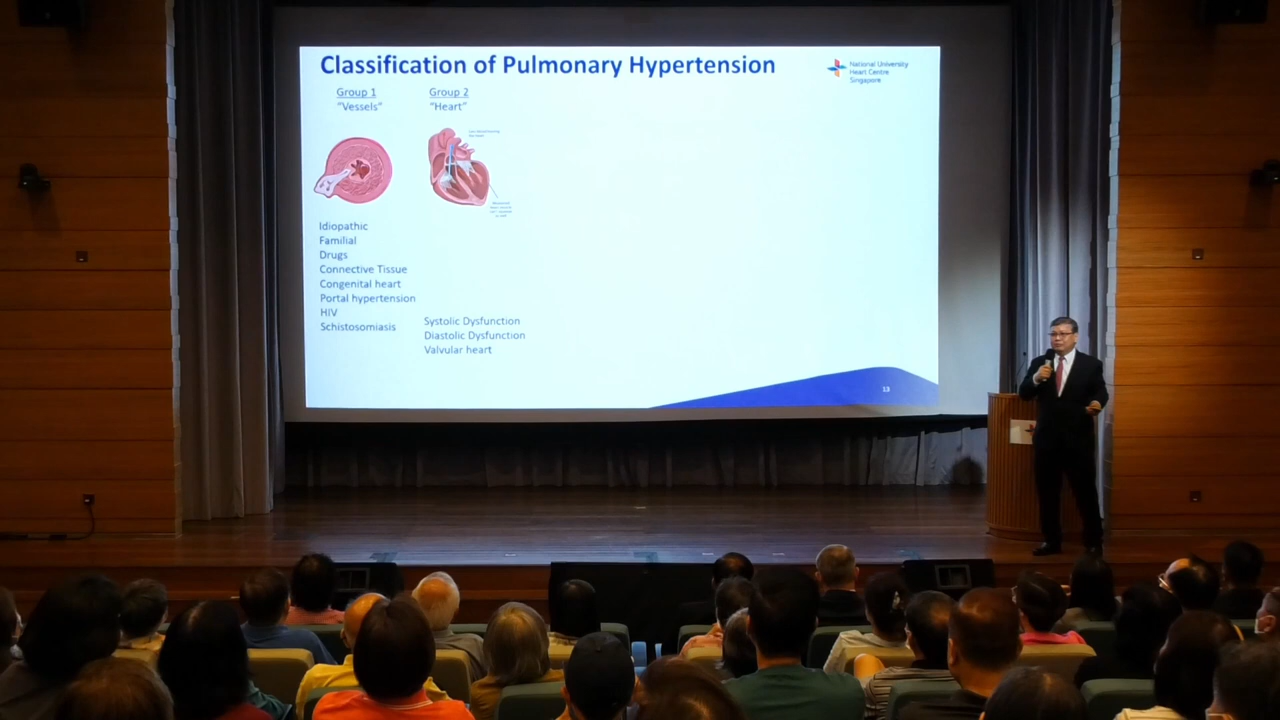 Classification of Pulmonary Hypertension
National University
Heart Centre
Singapore
Group 1
"Vessels"
Group 2
"Heart"
Idiopathic
Familial
Drugs
Connective Tissue
Congenital heart
Portal hypertension
HIV
Schistosomiasis
Systolic Dysfunction
Diastolic Dysfunction
Valvular heart
13